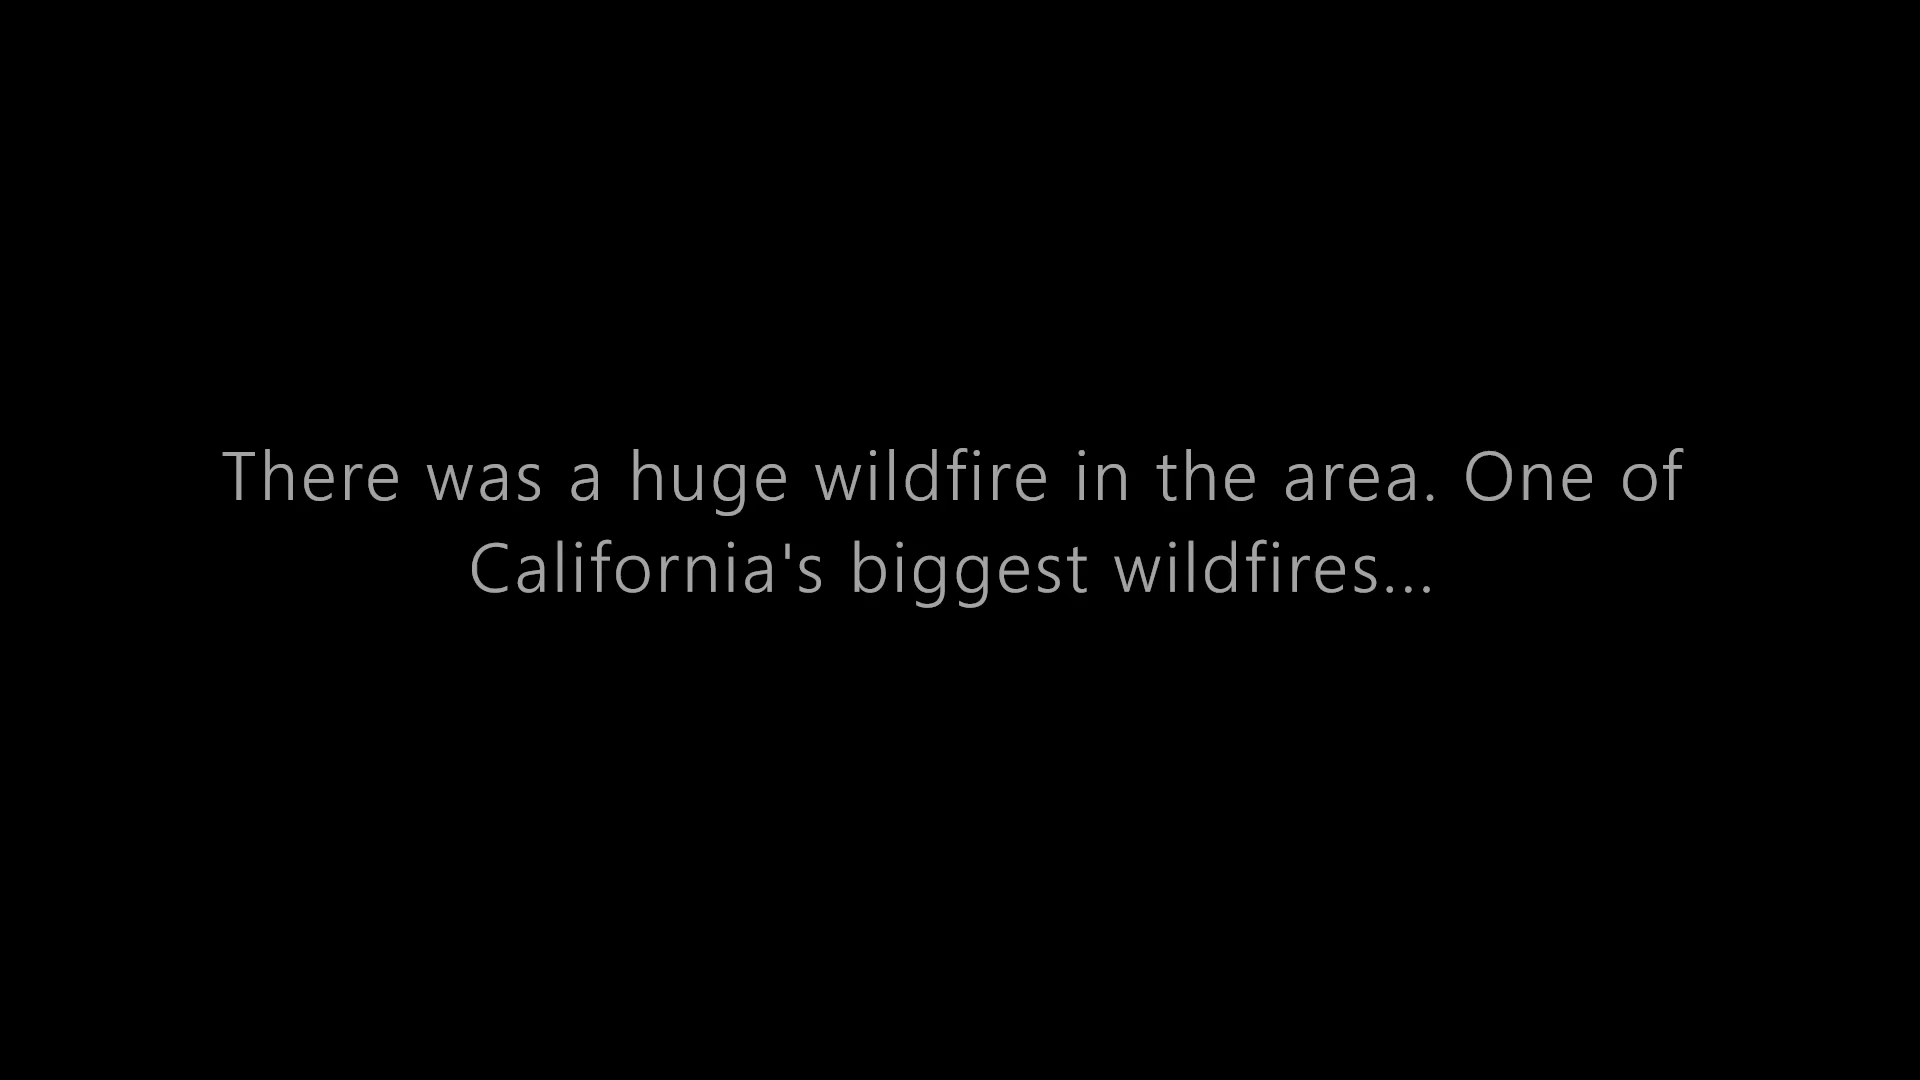 There was a huge wildfire in the area. One of
California's biggest wildfires...